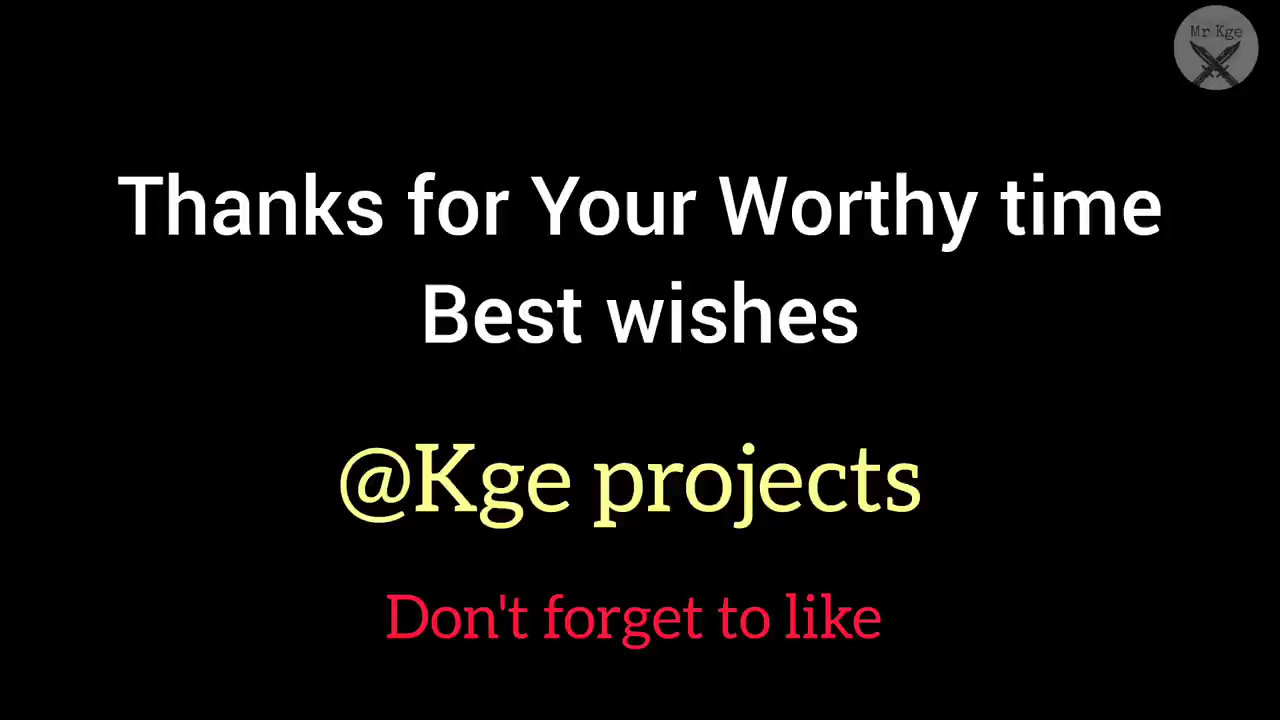 Mr Kge
Thanks for Your Worthy time
Best wishes
@Kge projects
Don't forget to like